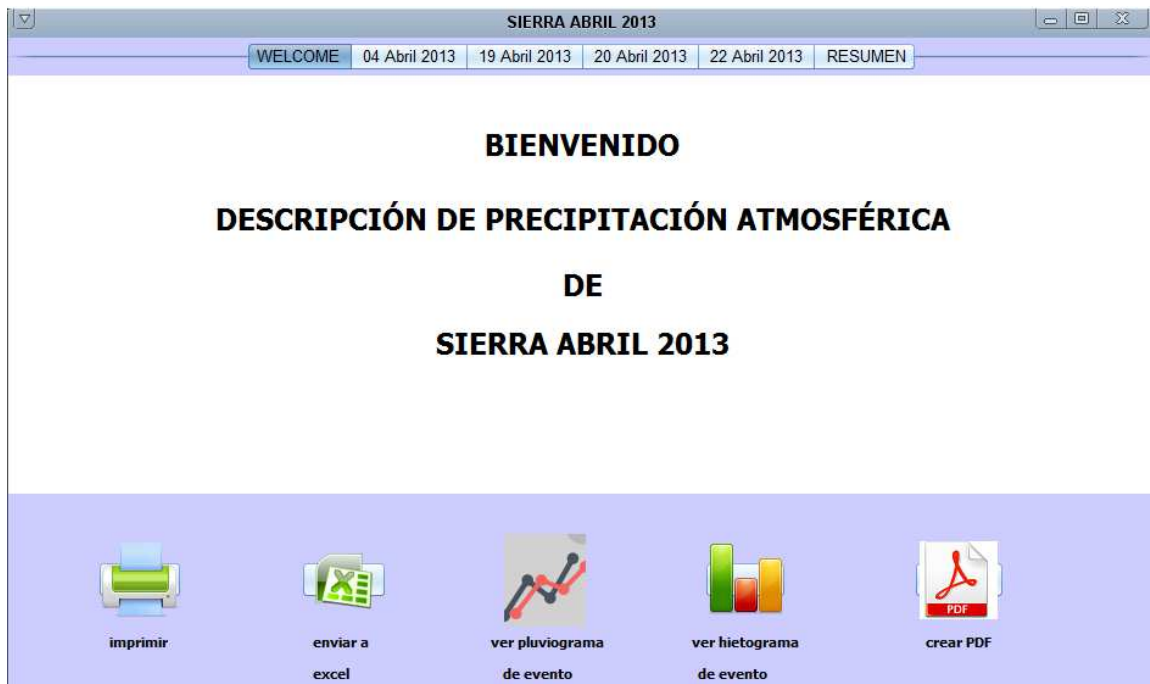 SIERRA ABRIL 2013
WELCOME 04 Abril 2013 19 Abril 2013 20 Abril 2013 22 Abril 2013 RESUMEN
BIENVENIDO
DESCRIPCIÓN DE PRECIPITACIÓN ATMOSFÉRICA
DE
SIERRA ABRIL 2013
PDF
imprimir
enviar a
excel
ver pluviograma
de evento
ver hietograma
de evento
crear PDF